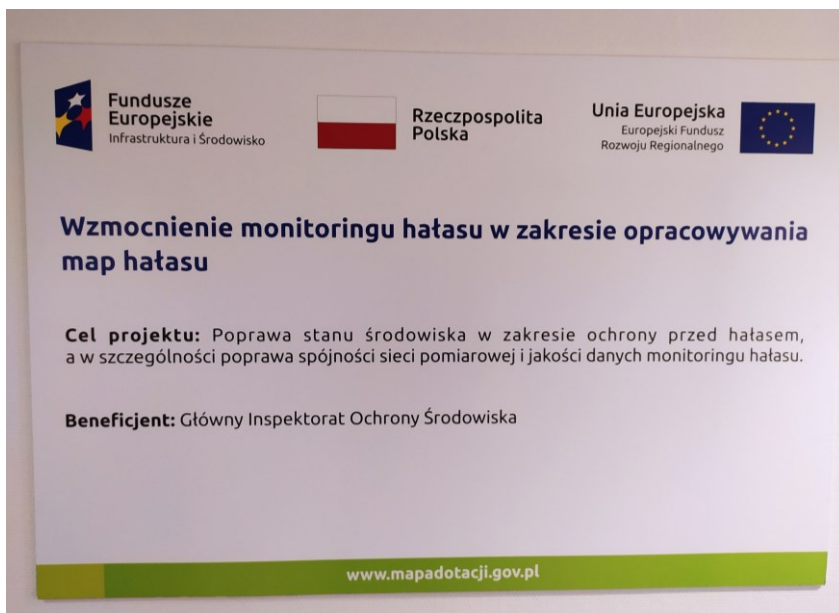 Fundusze
Europejskie
Infrastruktura i Środowisko
Rzeczpospolita
Polska
Unia Europejska
Europejski Fundusz
Rozwoju Regionalnego
Wzmocnienie monitoringu hałasu w zakresie opracowywania
map hałasu
Cel projektu: Poprawa stanu środowiska w zakresie ochrony przed hałasem,
a w szczególności poprawa spójności sieci pomiarowej i jakości danych monitoringu hałasu.
Beneficjent: Główny Inspektorat Ochrony Środowiska
www.mapadotacji.gov.pl